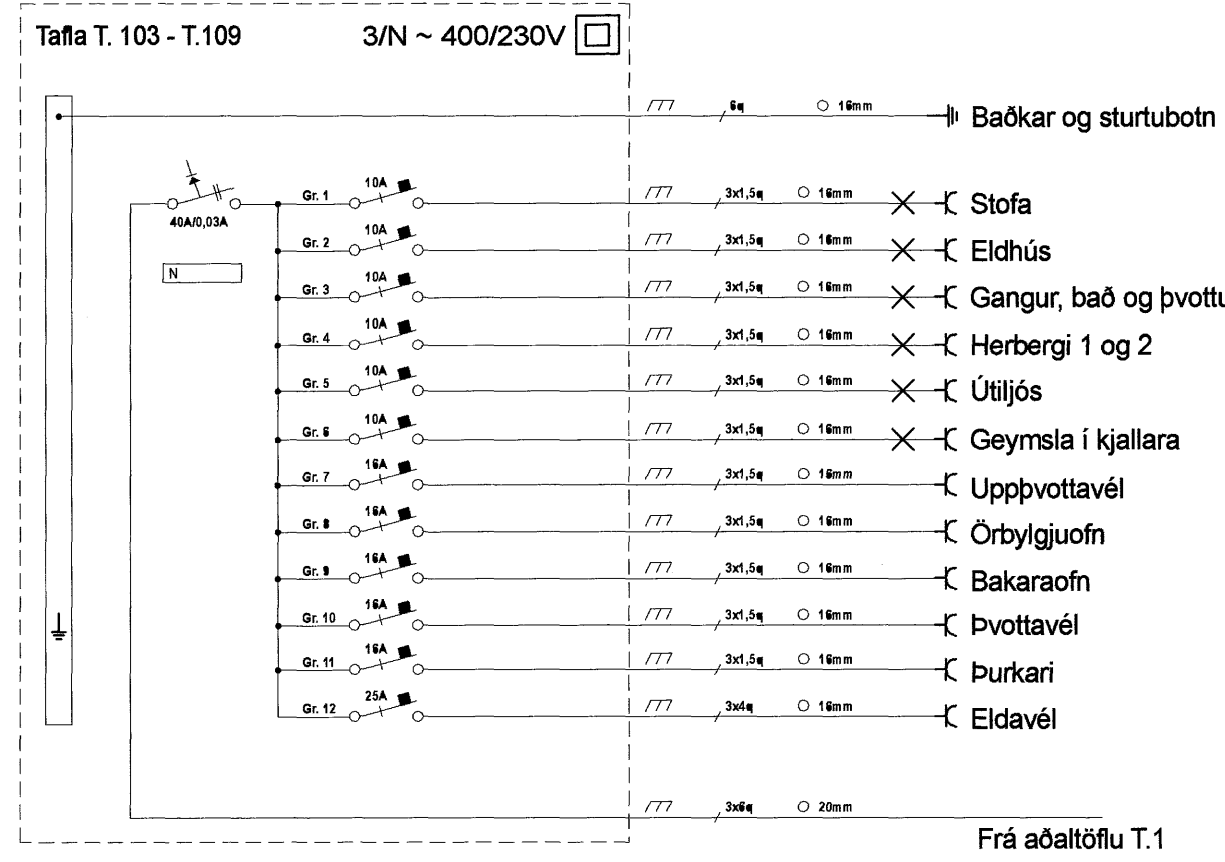 Tafla T. 103 - T.109 3/N ~ 400/230V
6q 16mm Baðkar og sturtubotn
40A/0,03A
N
Gr. 1 10A 3x1,5q 16mm Stofa
Gr. 2 10A 3x1,5q 16mm Eldhús
Gr. 3 10A 3x1,5q 16mm Gangur, bað og þvottu
Gr. 4 10A 3x1,5q 16mm Herbergi 1 og 2
Gr. 5 10A 3x1,5q 16mm Útiljós
Gr. 6 10A 3x1,5q 16mm Geymsla í kjallara
Gr. 7 16A 3x1,5q 16mm Uppþvottavél
Gr. 8 16A 3x1,5q 16mm Örbylgjuofn
Gr. 9 16A 3x1,5q 16mm Bakaraofn
Gr. 10 16A 3x1,5q 16mm Þvottavél
Gr. 11 16A 3x1,5q 16mm Þurkari
Gr. 12 25A 3x4q 16mm Eldavél
3x6q 20mm
Frá aðaltöflu T.1